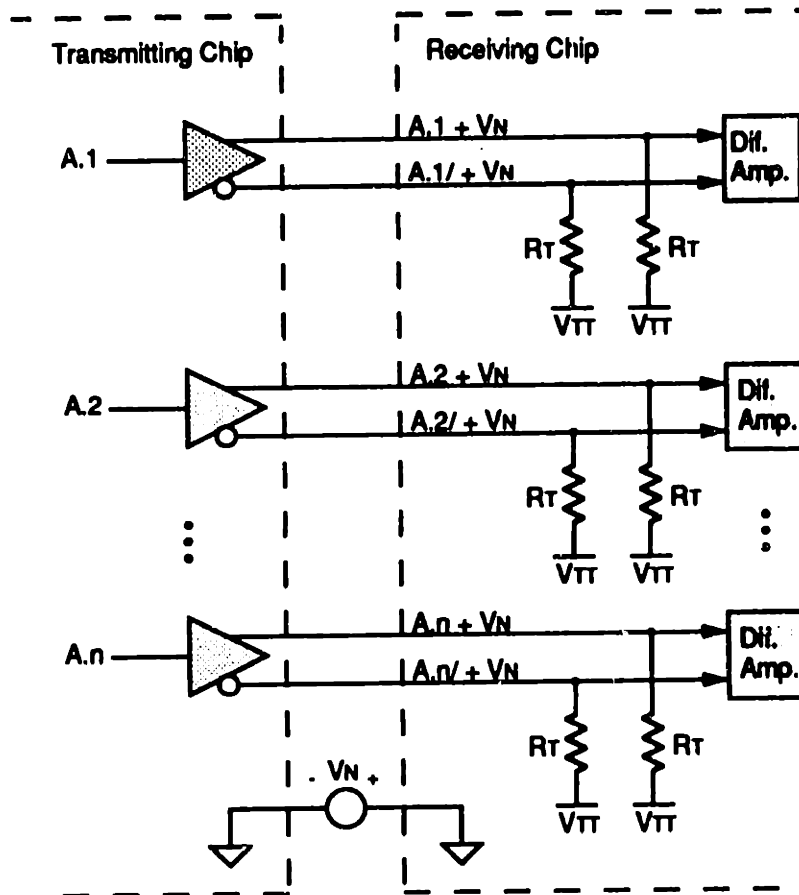 Transmitting Chip
Receiving Chip
A.1
A.1 + VN
A.1/ + VN
Dif.
Amp.
RT
RT
VTT
VTT
A.2
A.2 + VN
A.2/ + VN
Dif.
Amp.
RT
RT
VTT
VTT
A.n
A.n + VN
A.n/ + VN
Dif.
Amp.
RT
RT
VTT
VTT
- VN +